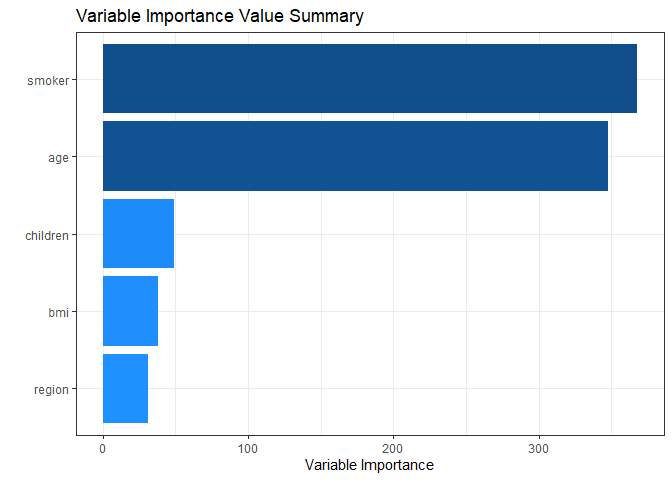 Variable Importance Value Summary
smoker
age
children
bmi
region
0 100 200 300
Variable Importance